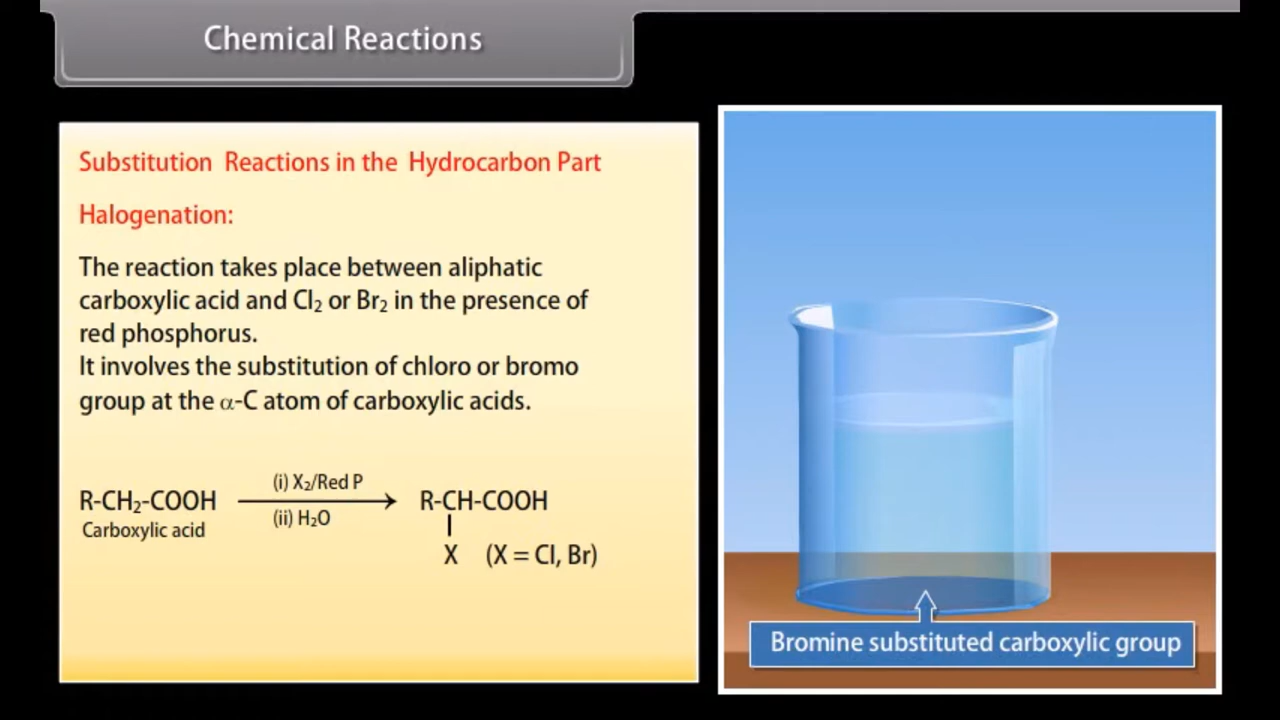 Chemical Reactions
Substitution Reactions in the Hydrocarbon Part
Halogenation:
The reaction takes place between aliphatic
carboxylic acid and Cl₂ or Br₂ in the presence of
red phosphorus.
It involves the substitution of chloro or bromo
group at the α-C atom of carboxylic acids.
(i) X₂/Red P
R-CH₂-COOH R-CH-COOH
(ii) H₂O
Carboxylic acid
X (X = Cl, Br)
Bromine substituted carboxylic group